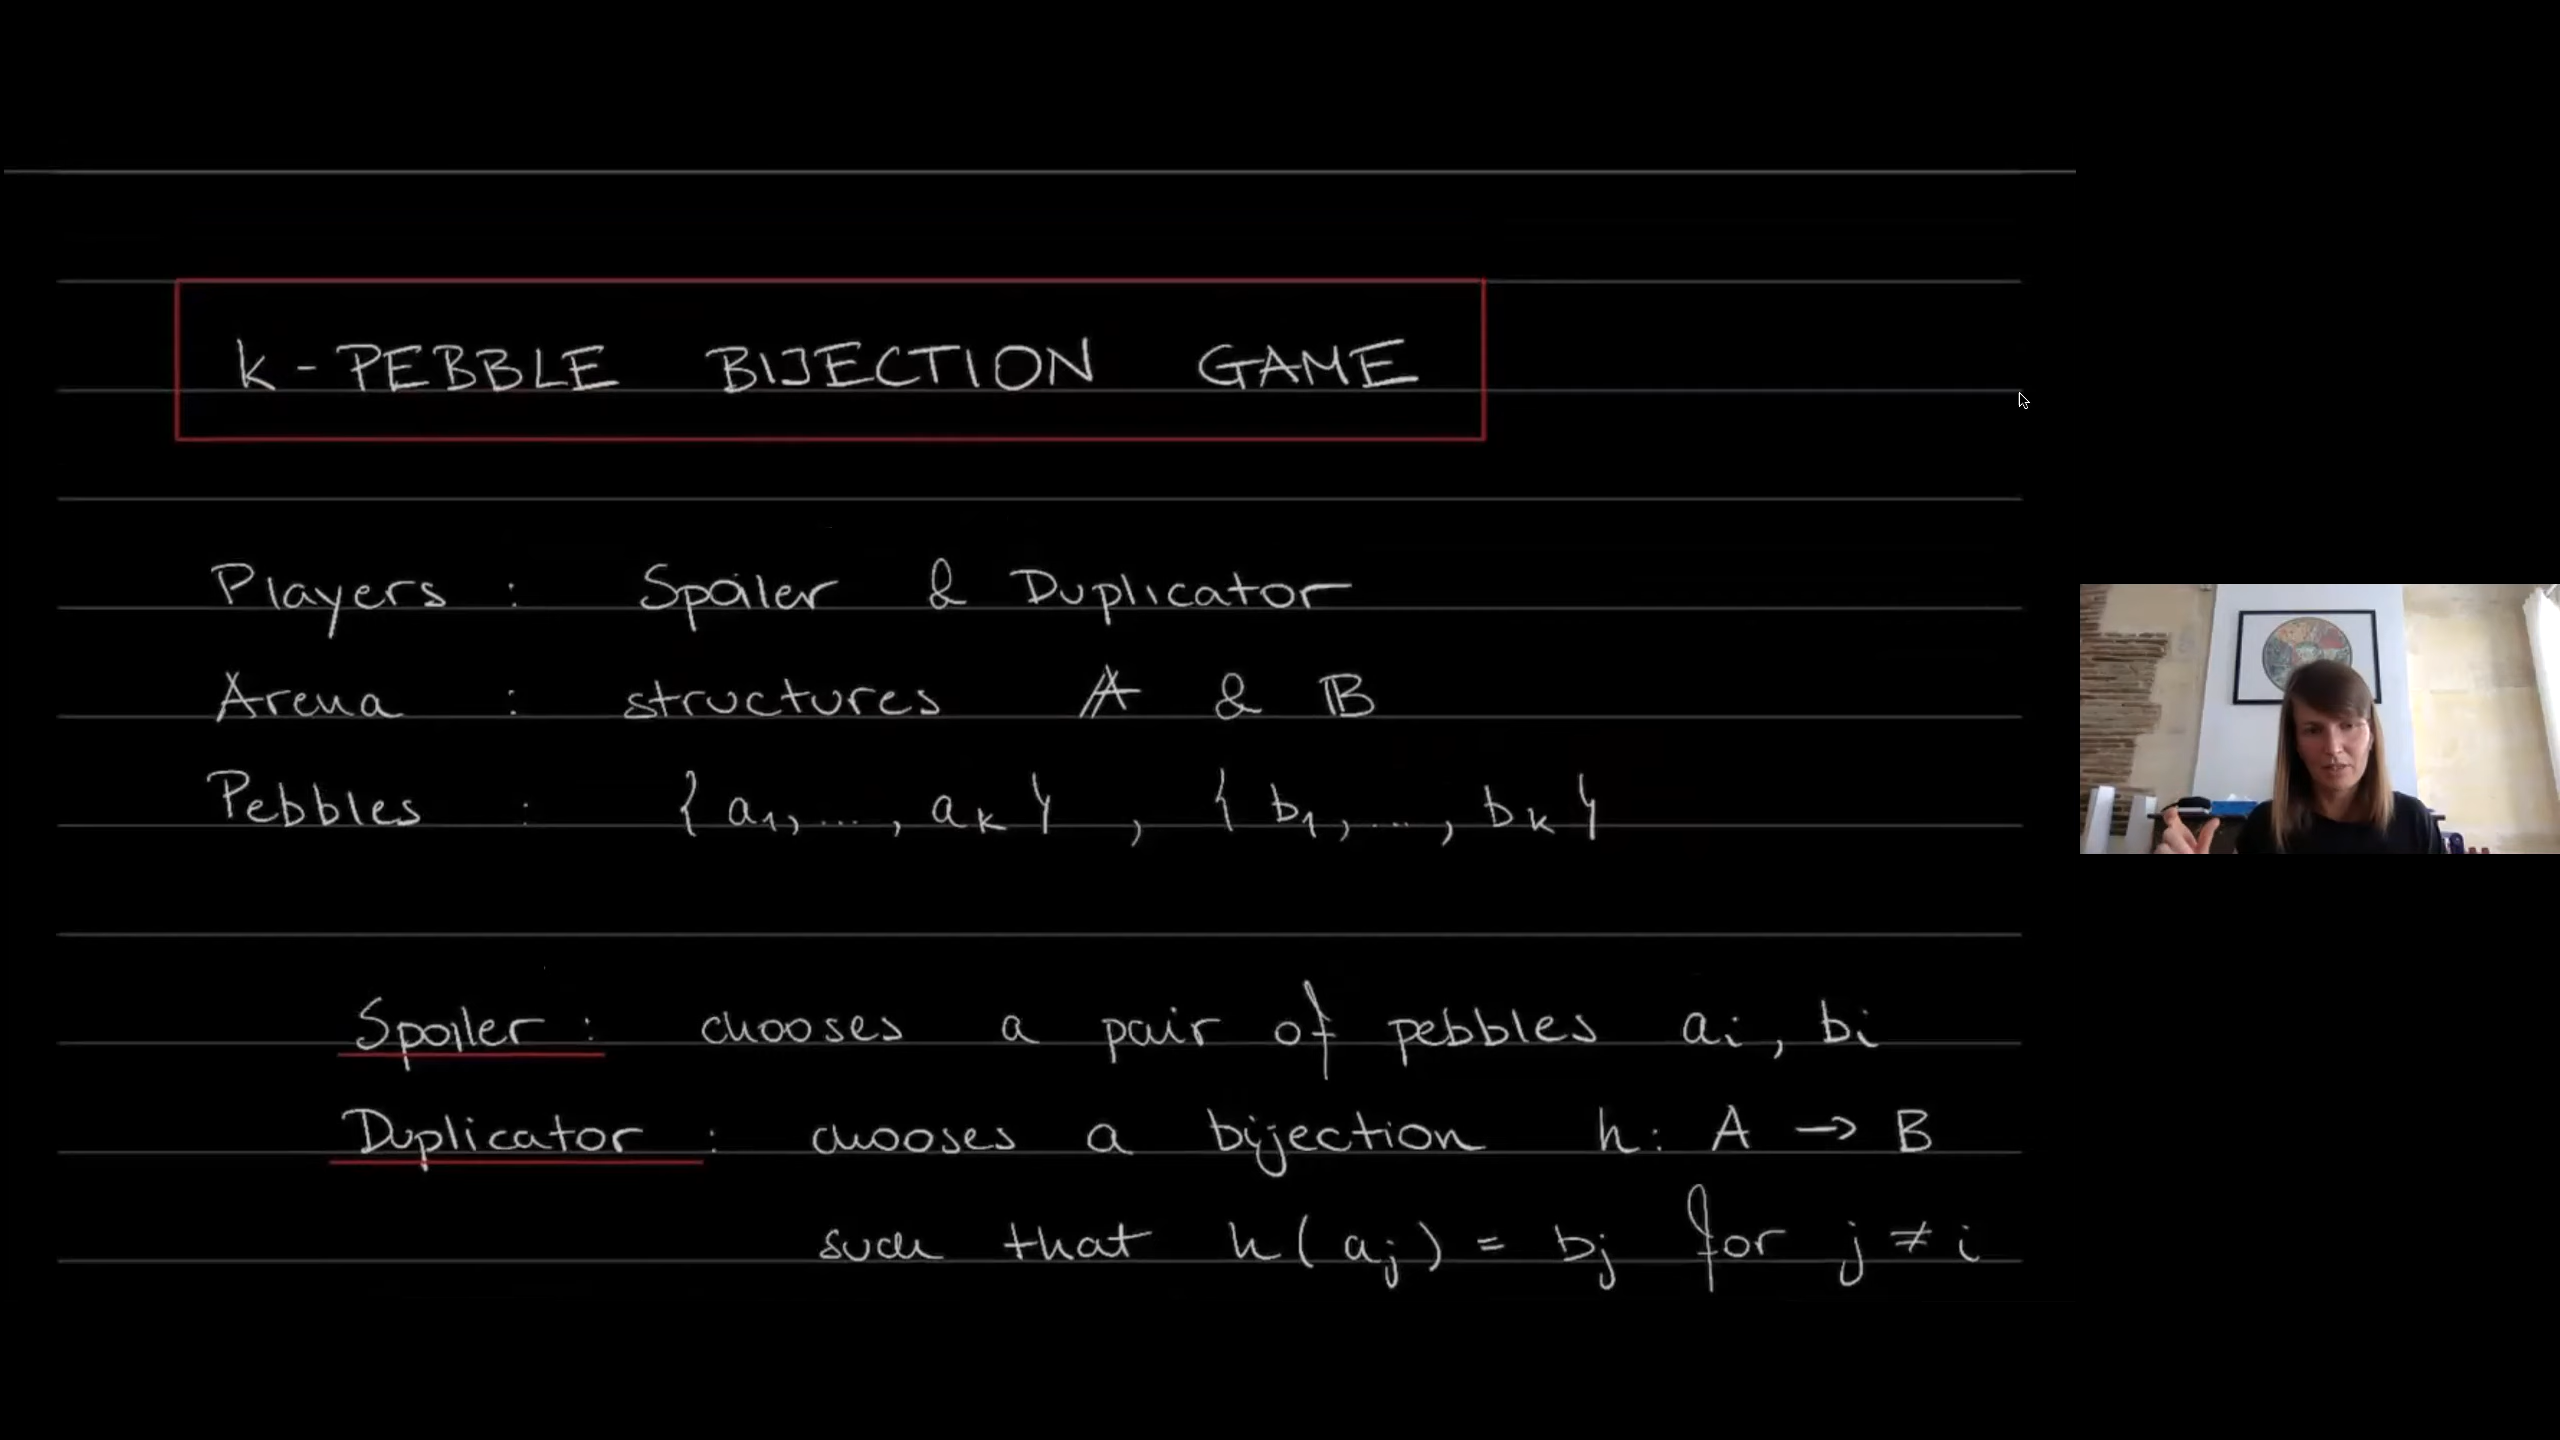 k - PEBBLE BIJECTION GAME
Players : Spoiler & Duplicator
Arena : structures 𝔸 & 𝔹
Pebbles : { a₁, ... , aₖ } , { b₁, ... , bₖ }
Spoiler : chooses a pair of pebbles aᵢ , bᵢ
Duplicator : chooses a bijection h : A → B
such that h ( aⱼ ) = bⱼ for j ≠ i